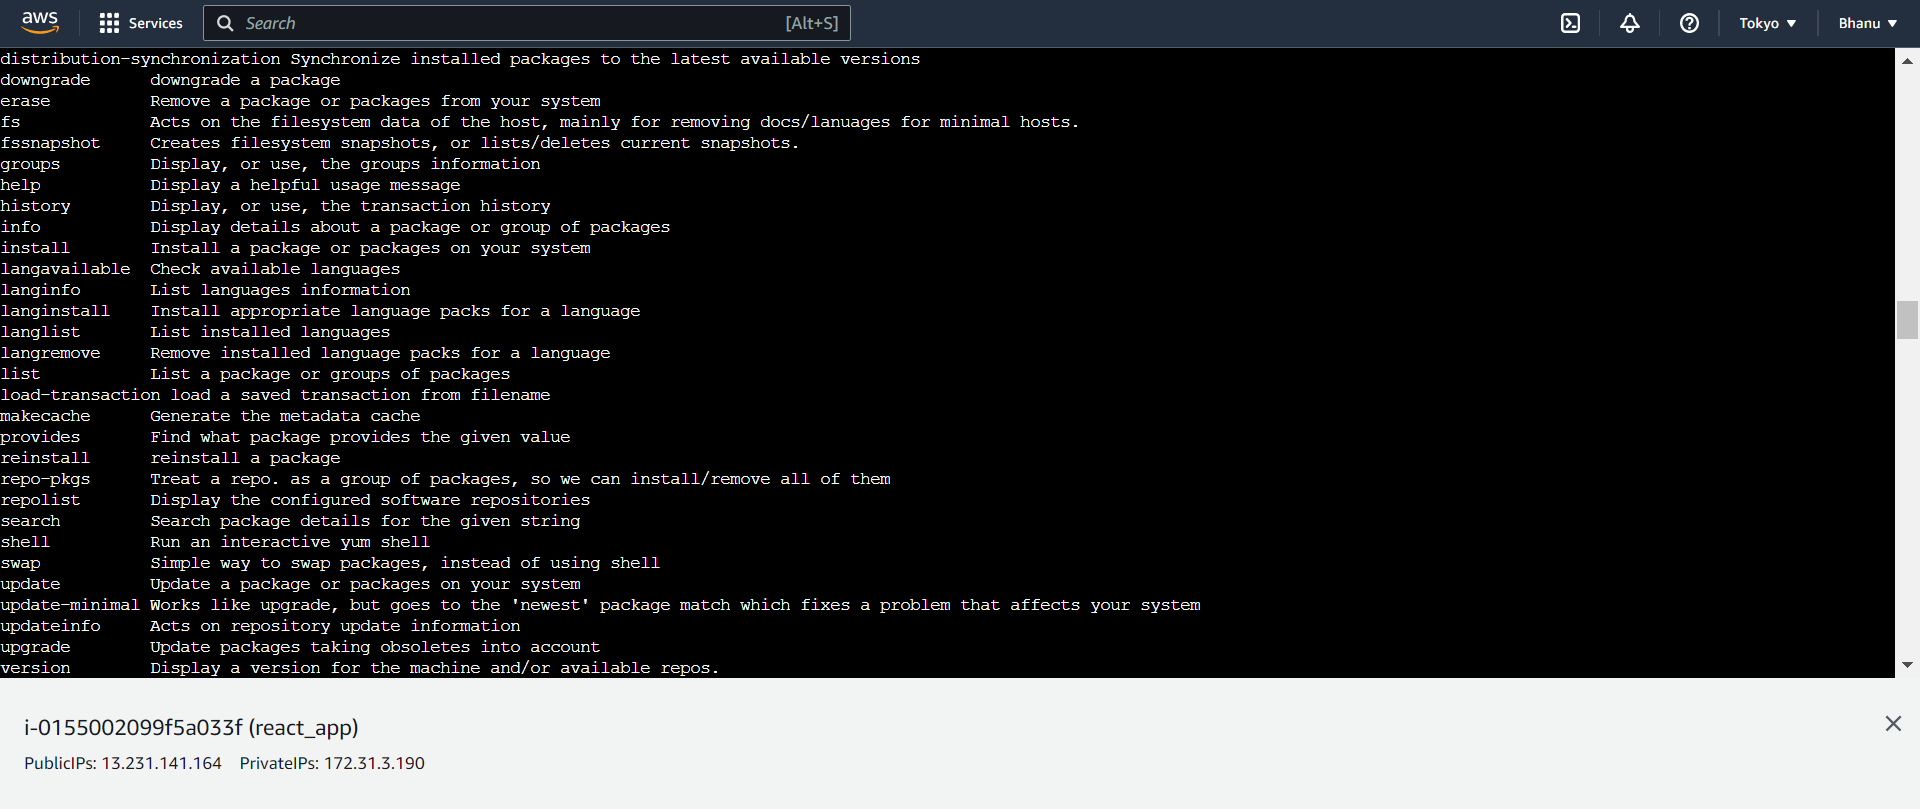 aws Services Search [Alt+S] Tokyo Bhanu
distribution-synchronization Synchronize installed packages to the latest available versions
downgrade downgrade a package
erase Remove a package or packages from your system
fs Acts on the filesystem data of the host, mainly for removing docs/lanuages for minimal hosts.
fssnapshot Creates filesystem snapshots, or lists/deletes current snapshots.
groups Display, or use, the groups information
help Display a helpful usage message
history Display, or use, the transaction history
info Display details about a package or group of packages
install Install a package or packages on your system
langavailable Check available languages
langinfo List languages information
langinstall Install appropriate language packs for a language
langlist List installed languages
langremove Remove installed language packs for a language
list List a package or groups of packages
load-transaction load a saved transaction from filename
makecache Generate the metadata cache
provides Find what package provides the given value
reinstall reinstall a package
repo-pkgs Treat a repo. as a group of packages, so we can install/remove all of them
repolist Display the configured software repositories
search Search package details for the given string
shell Run an interactive yum shell
swap Simple way to swap packages, instead of using shell
update Update a package or packages on your system
update-minimal Works like upgrade, but goes to the 'newest' package match which fixes a problem that affects your system
updateinfo Acts on repository update information
upgrade Update packages taking obsoletes into account
version Display a version for the machine and/or available repos.
i-0155002099f5a033f (react_app)
PublicIPs: 13.231.141.164 PrivateIPs: 172.31.3.190